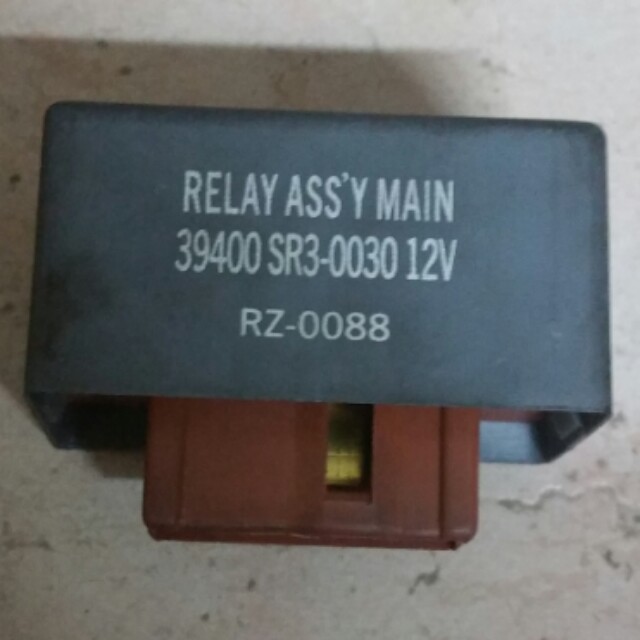 RELAY ASS'Y MAIN
39400 SR3-0030 12V
RZ-0088